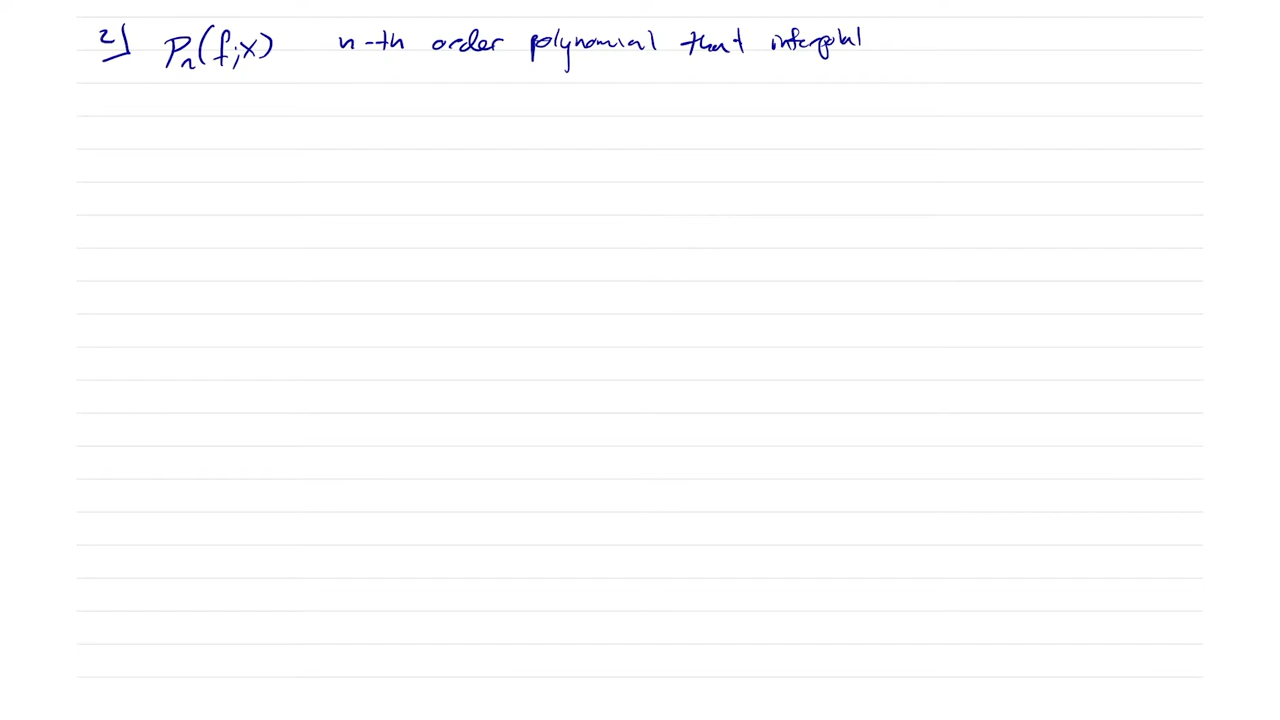 2) Pn(f;x) n-th order polynomial that interpol